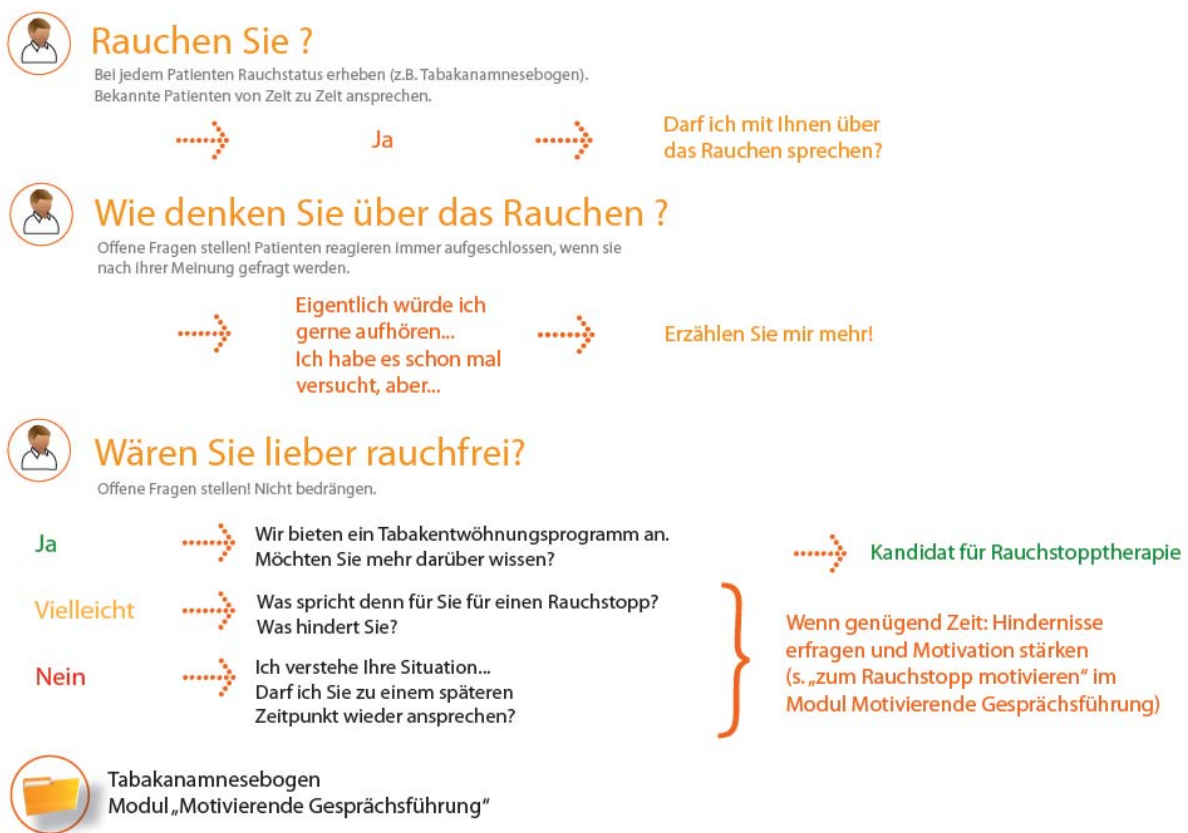 Rauchen Sie ?
Bei jedem Patienten Rauchstatus erheben (z.B. Tabakanamnesebogen).
Bekannte Patienten von Zeit zu Zeit ansprechen.
Ja
Darf ich mit Ihnen über
das Rauchen sprechen?
Wie denken Sie über das Rauchen ?
Offene Fragen stellen! Patienten reagieren immer aufgeschlossen, wenn sie
nach ihrer Meinung gefragt werden.
Eigentlich würde ich
gerne aufhören...
Ich habe es schon mal
versucht, aber...
Erzählen Sie mir mehr!
Wären Sie lieber rauchfrei?
Offene Fragen stellen! Nicht bedrängen.
Ja
Wir bieten ein Tabakentwöhnungsprogramm an.
Möchten Sie mehr darüber wissen?
Kandidat für Rauchstopptherapie
Vielleicht
Was spricht denn für Sie für einen Rauchstopp?
Was hindert Sie?
Nein
Ich verstehe Ihre Situation...
Darf ich Sie zu einem späteren
Zeitpunkt wieder ansprechen?
Wenn genügend Zeit: Hindernisse
erfragen und Motivation stärken
(s. „zum Rauchstopp motivieren“ im
Modul Motivierende Gesprächsführung)
Tabakanamnesebogen
Modul „Motivierende Gesprächsführung“